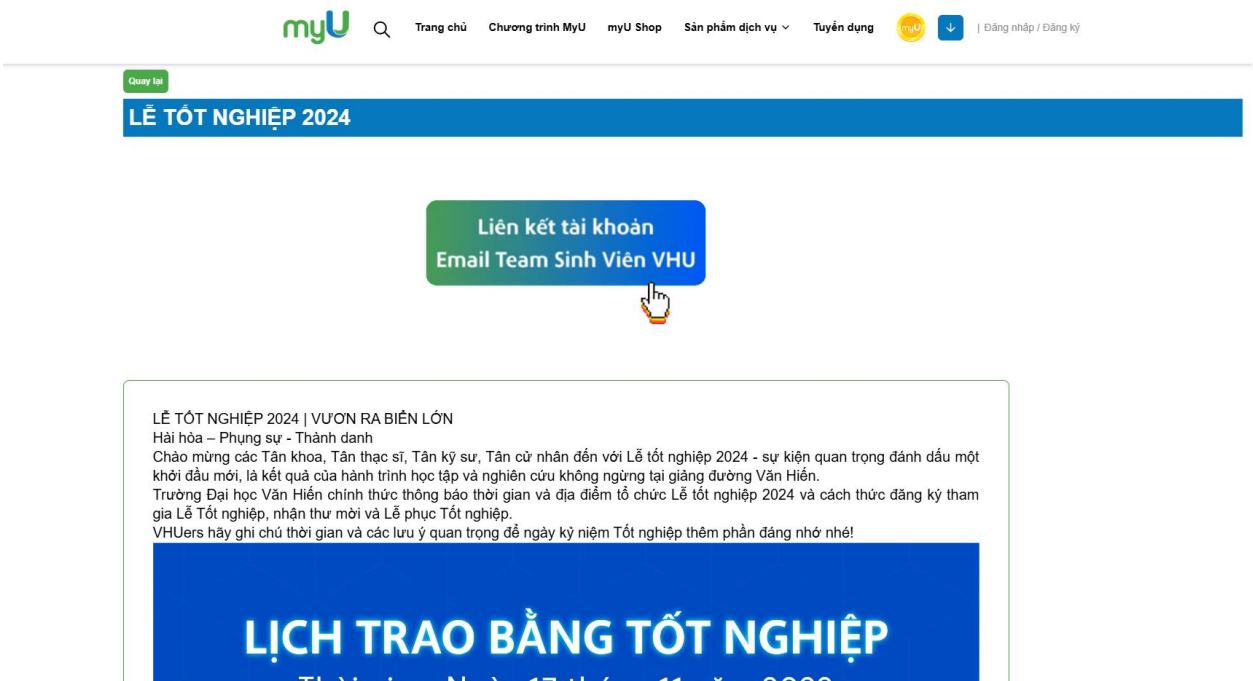 myU
Trang chủ Chương trình MyU myU Shop Sản phẩm dịch vụ Tuyển dụng myU | Đăng nhập / Đăng ký
Quay lại
LỄ TỐT NGHIỆP 2024
Liên kết tài khoản
Email Team Sinh Viên VHU
LỄ TỐT NGHIỆP 2024 | VƯƠN RA BIỂN LỚN
Hài hòa – Phụng sự - Thành danh
Chào mừng các Tân khoa, Tân thạc sĩ, Tân kỹ sư, Tân cử nhân đến với Lễ tốt nghiệp 2024 - sự kiện quan trọng đánh dấu một
khởi đầu mới, là kết quả của hành trình học tập và nghiên cứu không ngừng tại giảng đường Văn Hiến.
Trường Đại học Văn Hiến chính thức thông báo thời gian và địa điểm tổ chức Lễ tốt nghiệp 2024 và cách thức đăng ký tham
gia Lễ Tốt nghiệp, nhận thư mời và Lễ phục Tốt nghiệp.
VHUers hãy ghi chú thời gian và các lưu ý quan trọng để ngày kỷ niệm Tốt nghiệp thêm phần đáng nhớ nhé!
LỊCH TRAO BẰNG TỐT NGHIỆP